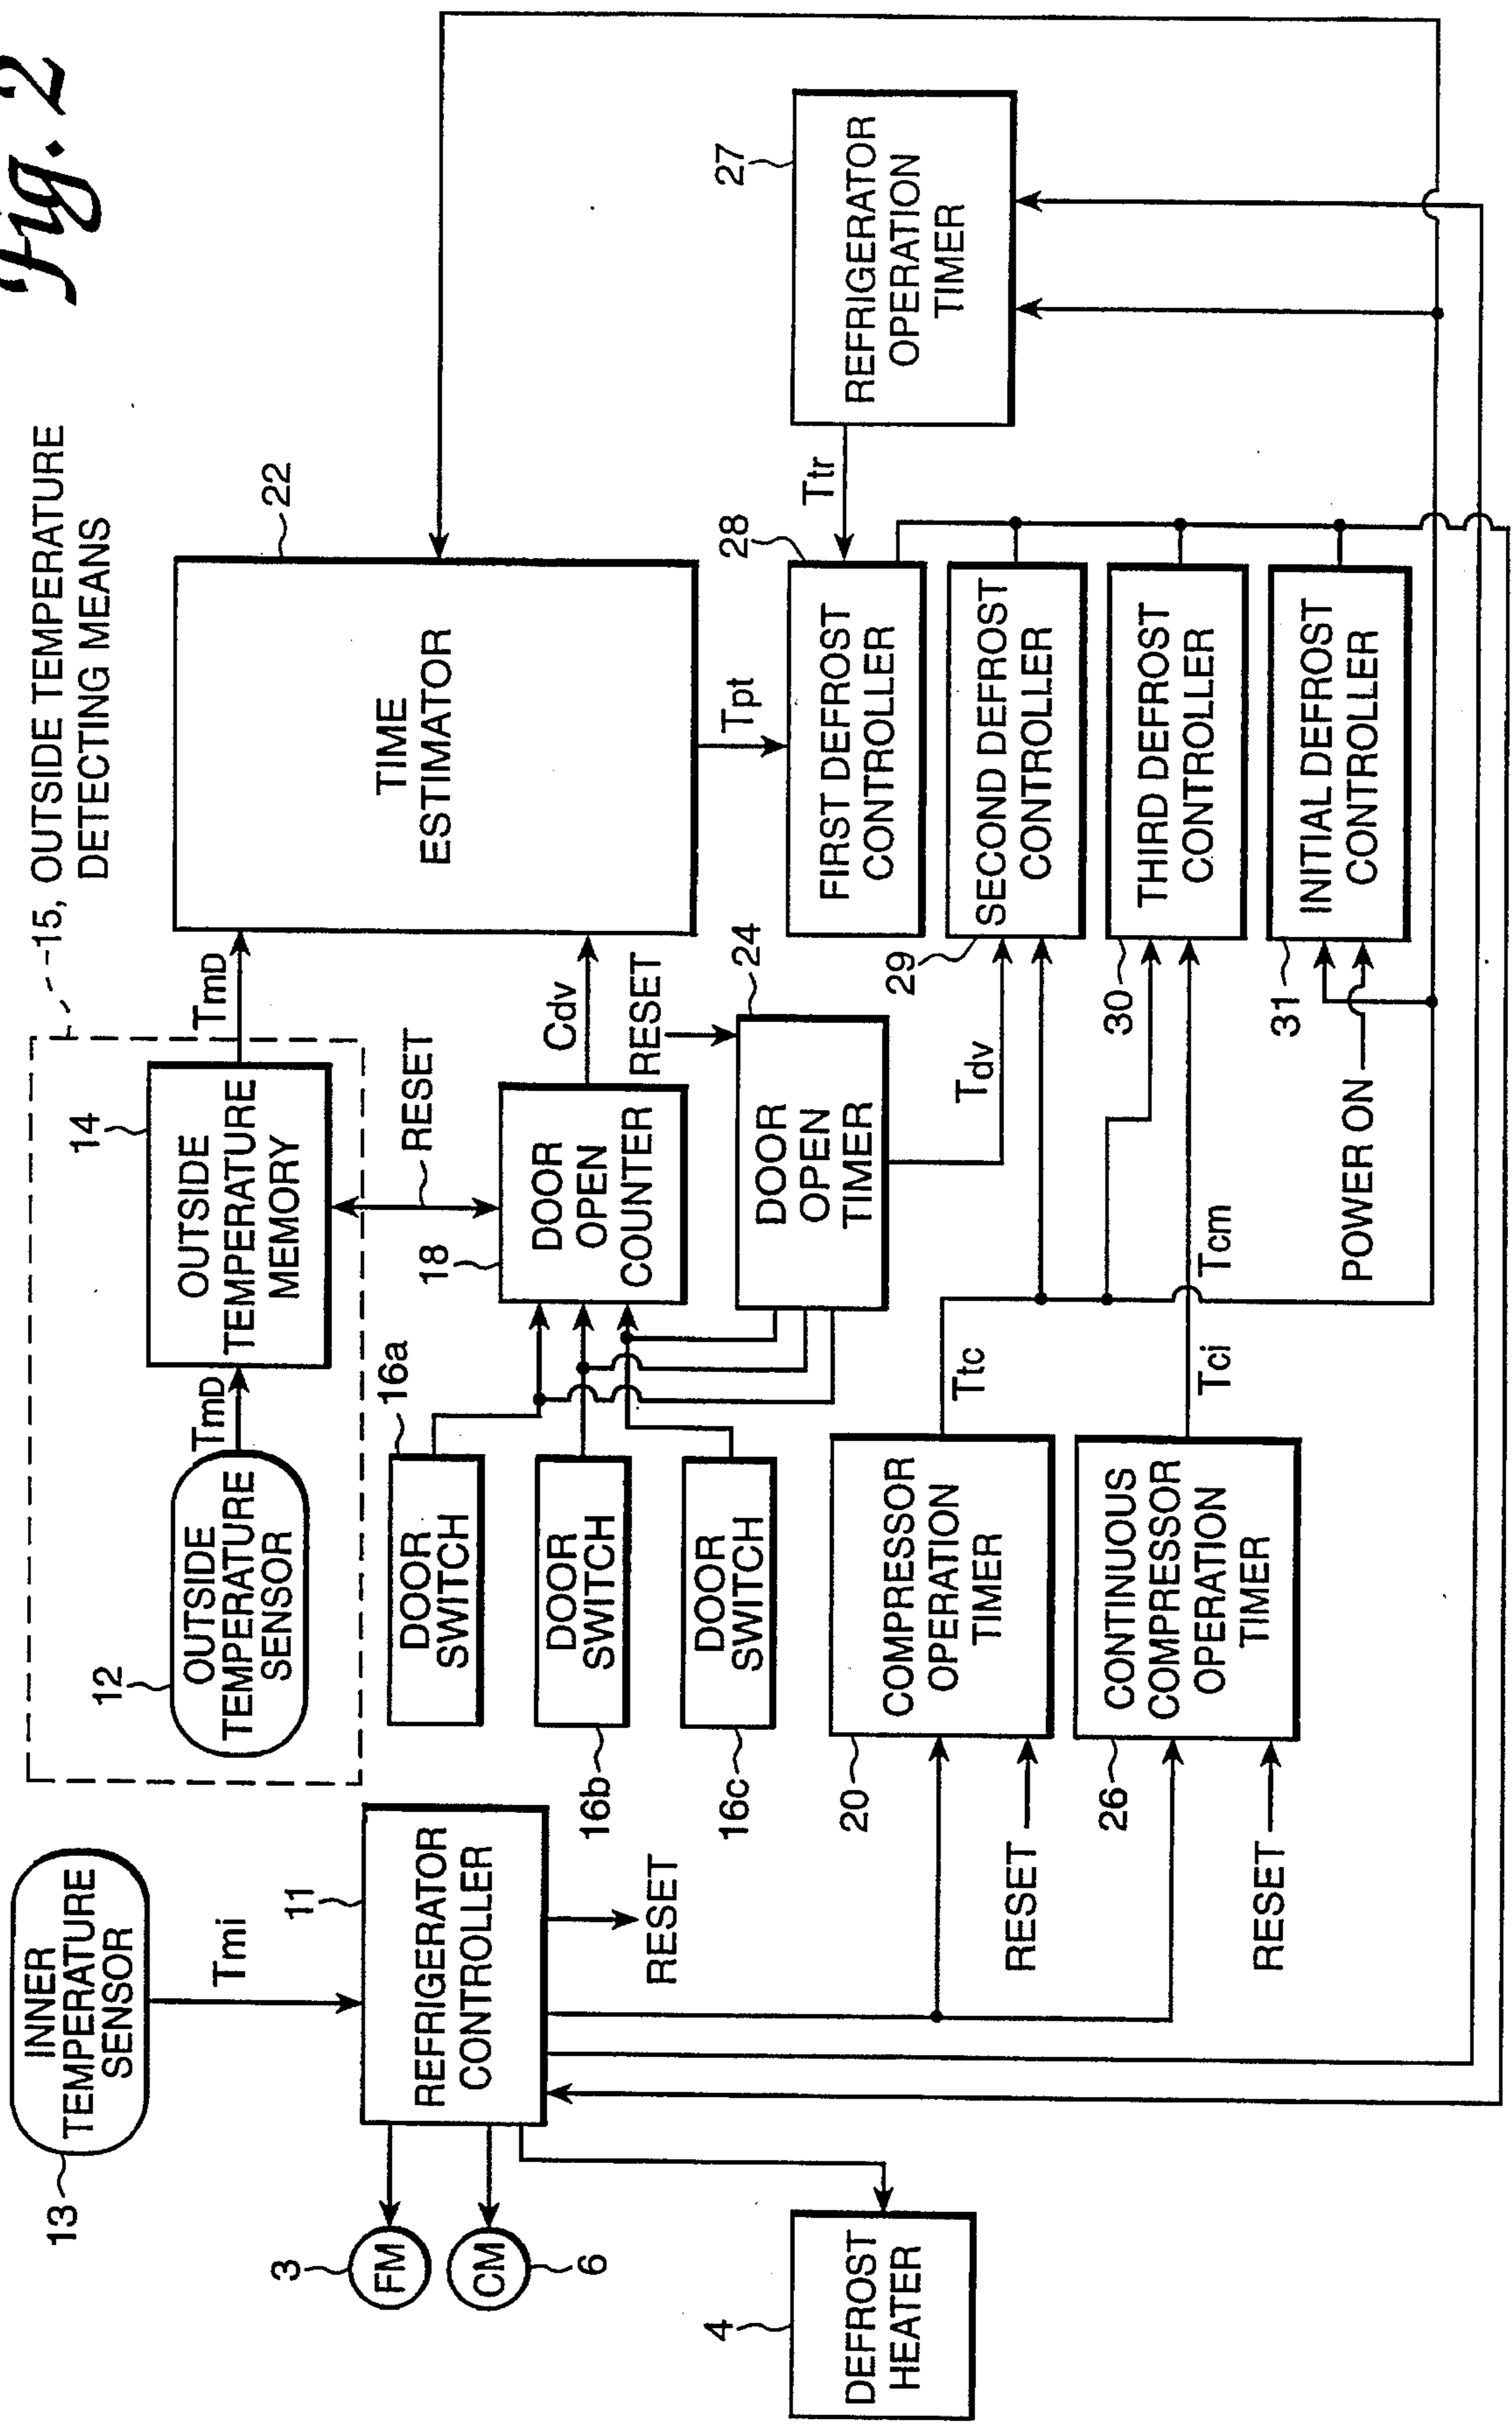 Fig. 2
INNER
TEMPERATURE
SENSOR
13
Tmi
11
REFRIGERATOR
CONTROLLER
RESET
3
FM
CM
6
4
DEFROST
HEATER
15, OUTSIDE TEMPERATURE
DETECTING MEANS
12
OUTSIDE
TEMPERATURE
SENSOR
TmD
14
OUTSIDE
TEMPERATURE
MEMORY
TmD
RESET
16a
DOOR
SWITCH
16b
DOOR
SWITCH
16c
DOOR
SWITCH
18
DOOR
OPEN
COUNTER
Cdv
RESET
24
DOOR
OPEN
TIMER
Tdv
22
TIME
ESTIMATOR
Tpt
20
COMPRESSOR
OPERATION
TIMER
RESET
Ttc
26
CONTINUOUS
COMPRESSOR
OPERATION
TIMER
RESET
Tci
Tcm
POWER ON
28
FIRST DEFROST
CONTROLLER
29
SECOND DEFROST
CONTROLLER
30
THIRD DEFROST
CONTROLLER
31
INITIAL DEFROST
CONTROLLER
Ttr
27
REFRIGERATOR
OPERATION
TIMER